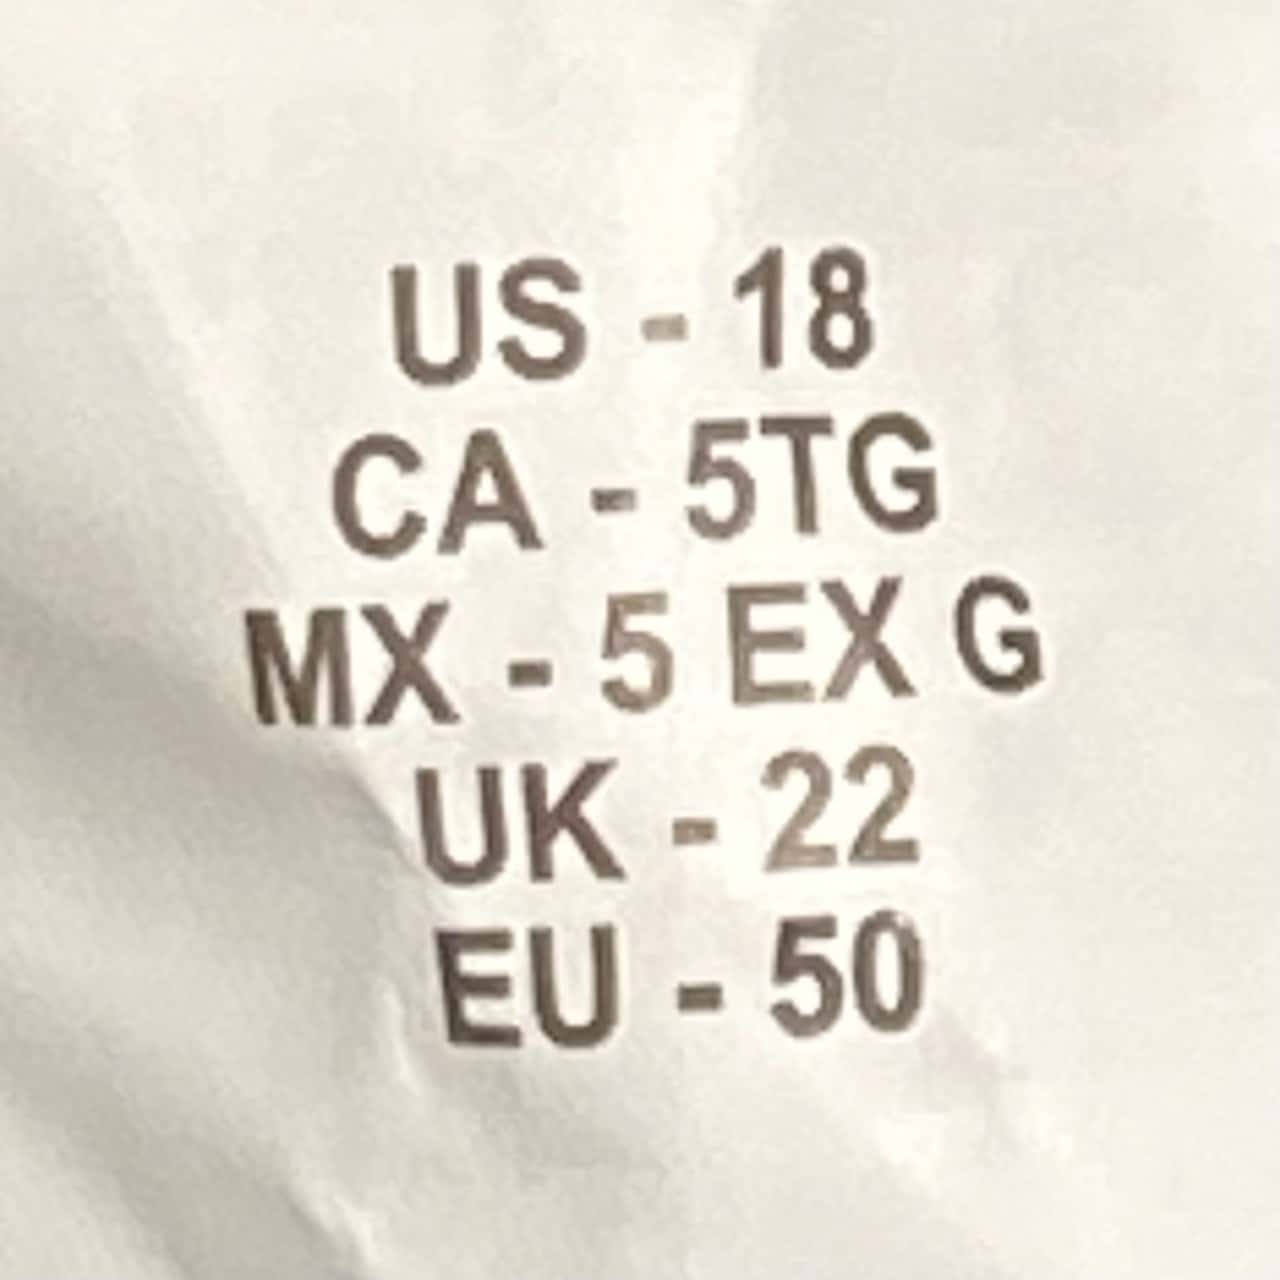 US - 18
CA - 5TG
MX - 5 EX G
UK - 22
EU - 50